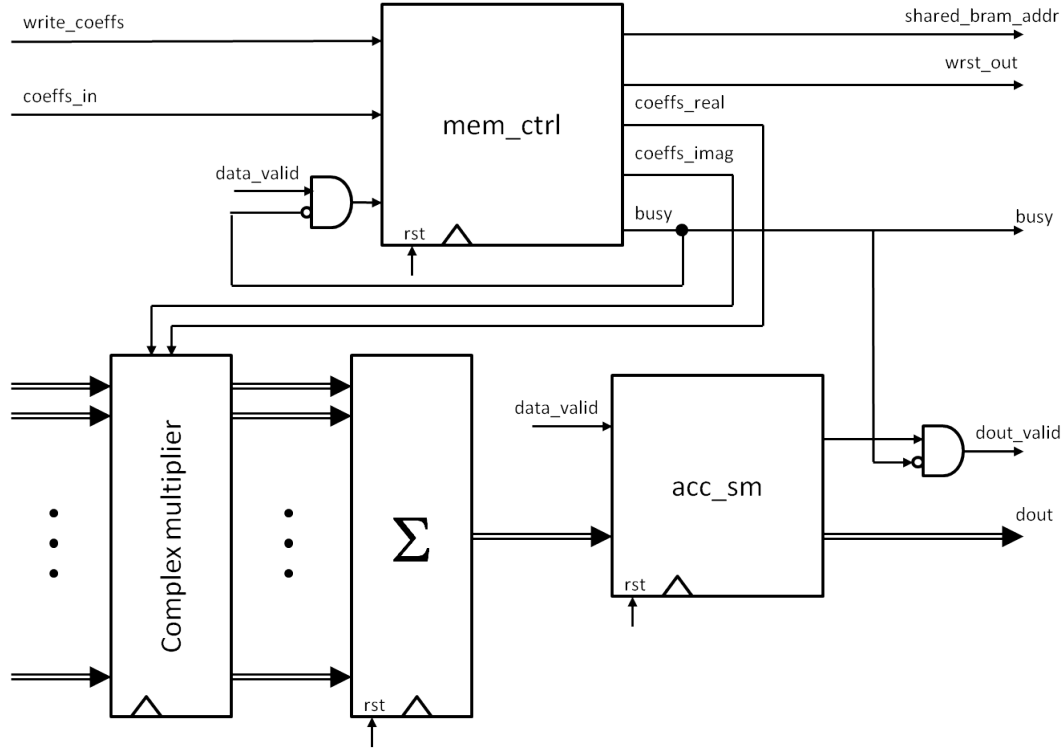 write_coeffs
shared_bram_addr
wrst_out
coeffs_in
coeffs_real
mem_ctrl
coeffs_imag
data_valid
busy
busy
rst
data_valid
dout_valid
Complex multiplier
Σ
acc_sm
dout
rst
rst